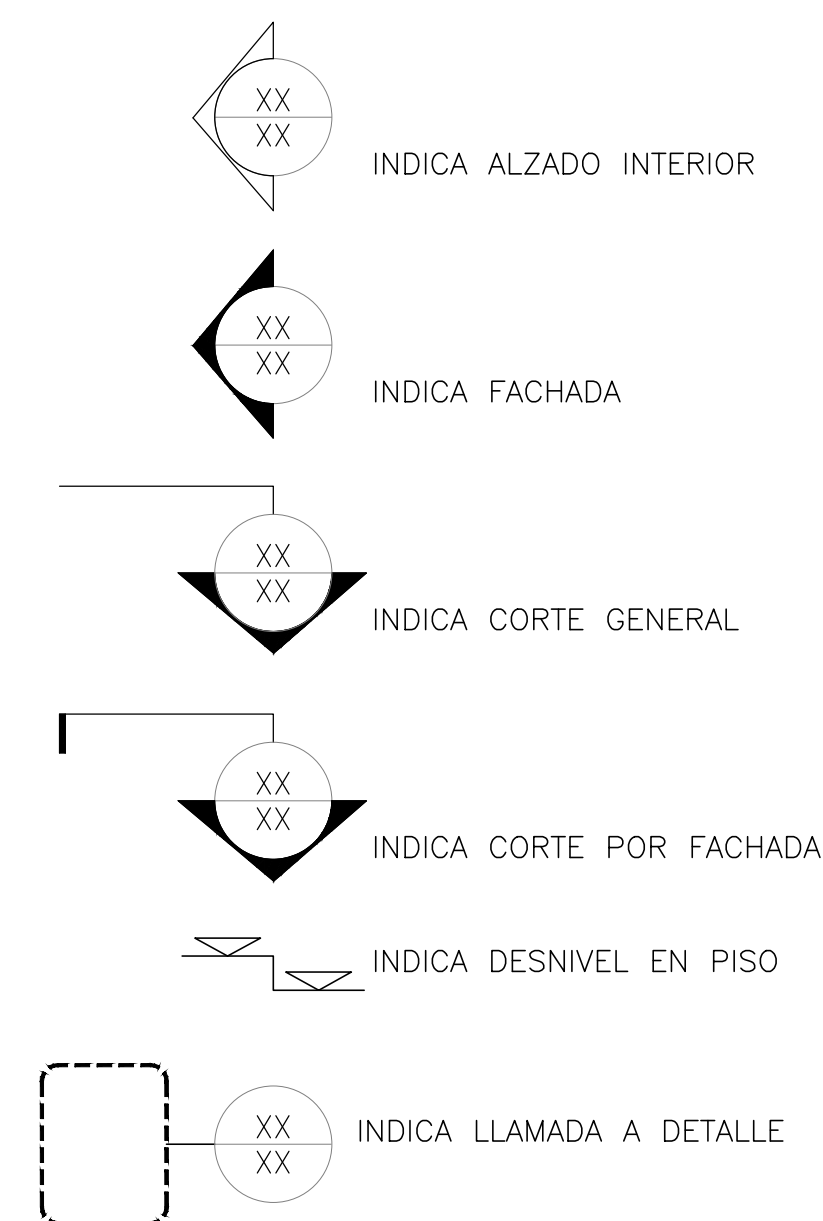 XX
XX
INDICA ALZADO INTERIOR
XX
XX
INDICA FACHADA
XX
XX
INDICA CORTE GENERAL
XX
XX
INDICA CORTE POR FACHADA
INDICA DESNIVEL EN PISO
XX
XX
INDICA LLAMADA A DETALLE